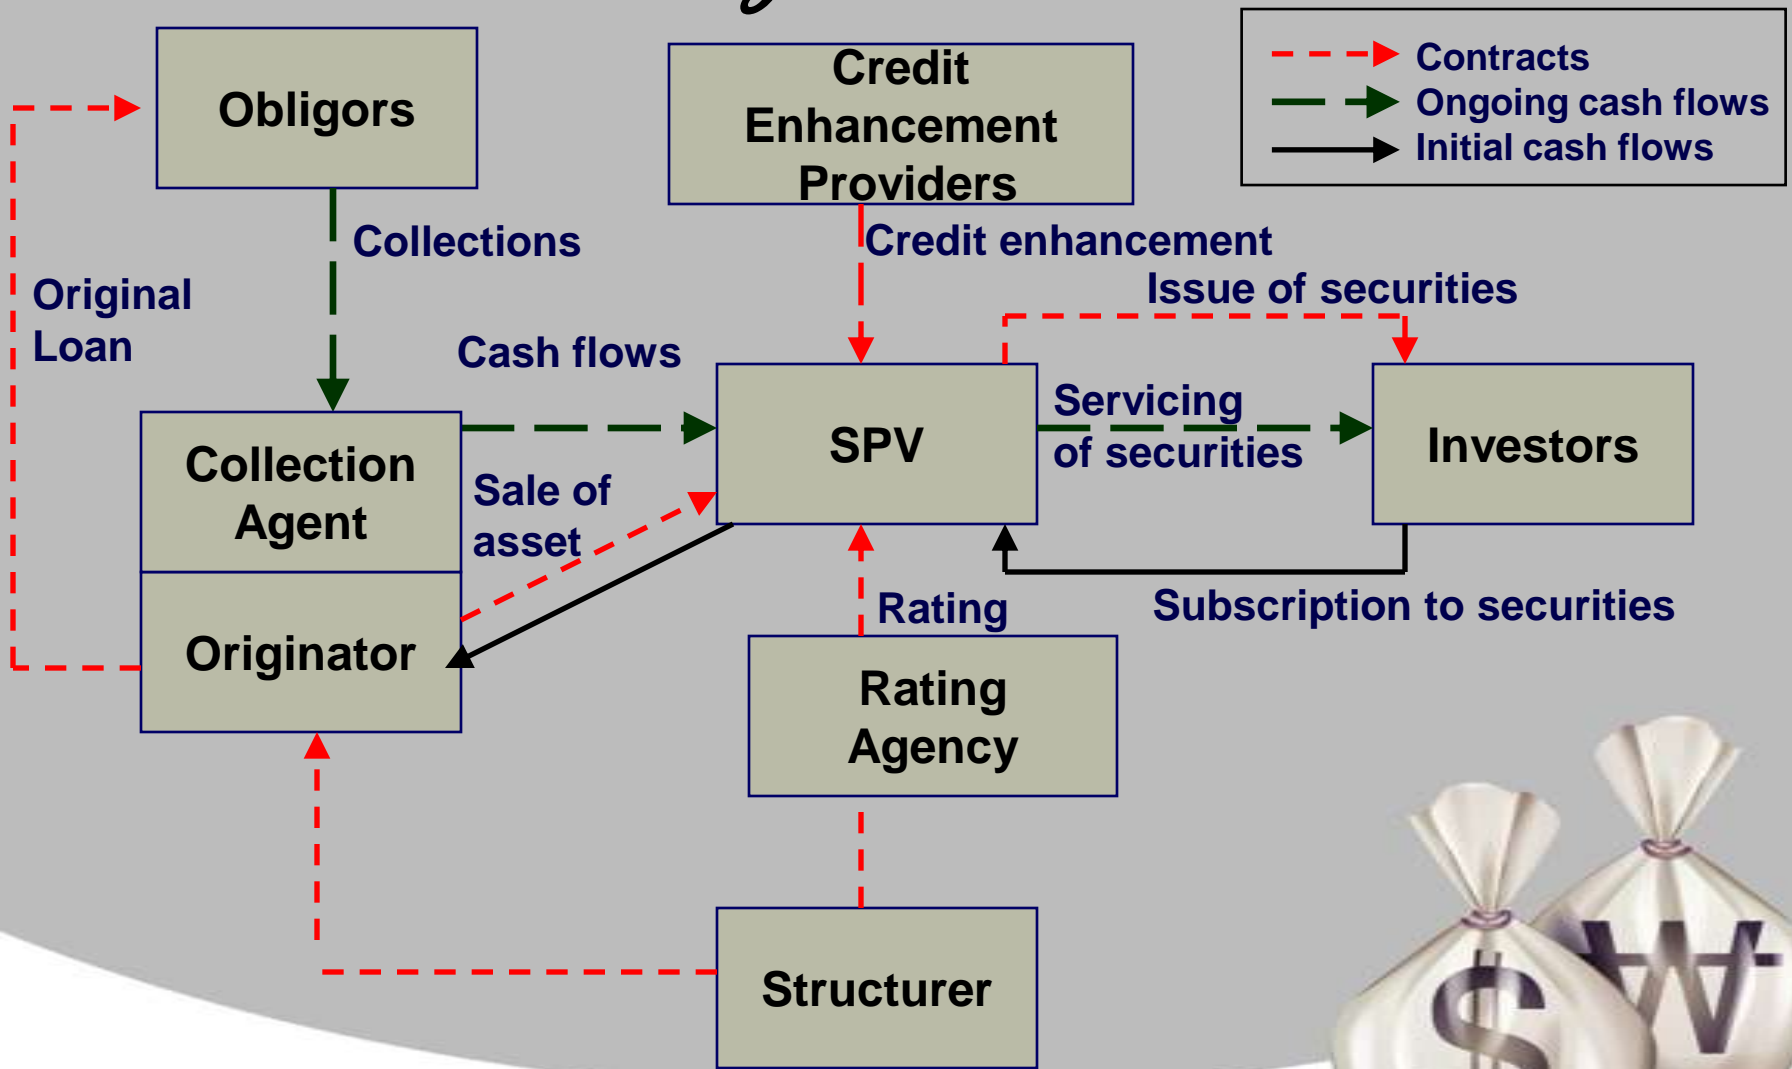 Obligors
Credit
Enhancement
Providers
Contracts
Ongoing cash flows
Initial cash flows
Collections
Credit enhancement
Issue of securities
Original
Loan
Cash flows
Collection
Agent
SPV
Servicing
of securities
Investors
Sale of
asset
Originator
Rating
Subscription to securities
Rating
Agency
Structurer
$
₩